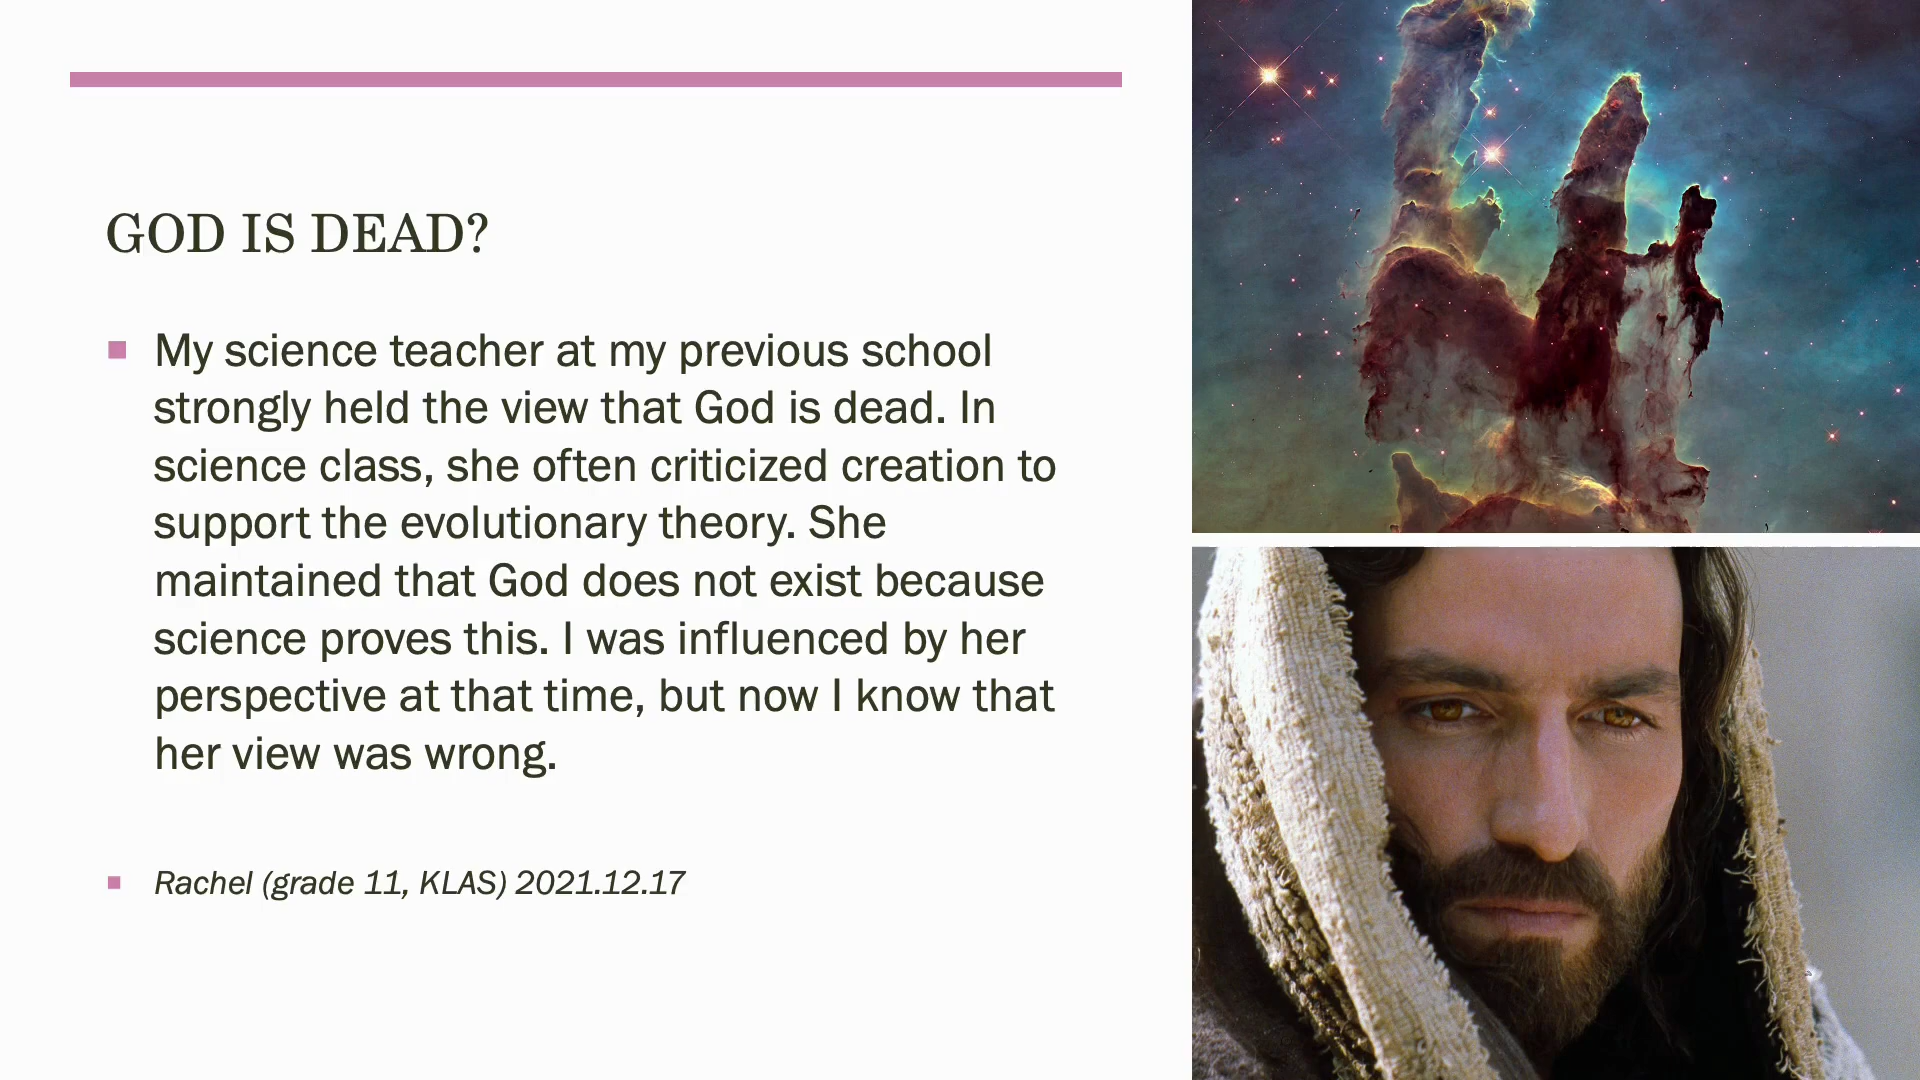 GOD IS DEAD?
My science teacher at my previous school
strongly held the view that God is dead. In
science class, she often criticized creation to
support the evolutionary theory. She
maintained that God does not exist because
science proves this. I was influenced by her
perspective at that time, but now I know that
her view was wrong.
Rachel (grade 11, KLAS) 2021.12.17